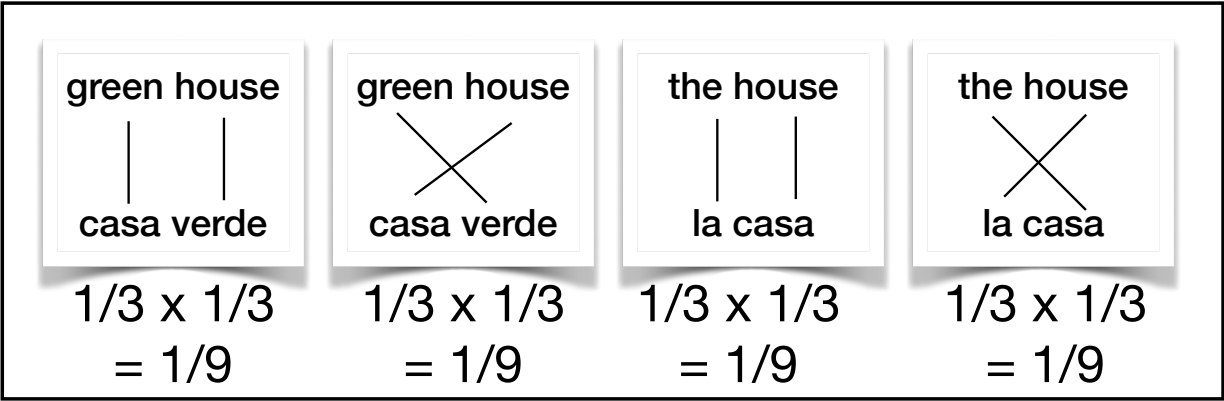 green house
casa verde
1/3 x 1/3
= 1/9
green house
casa verde
1/3 x 1/3
= 1/9
the house
la casa
1/3 x 1/3
= 1/9
the house
la casa
1/3 x 1/3
= 1/9